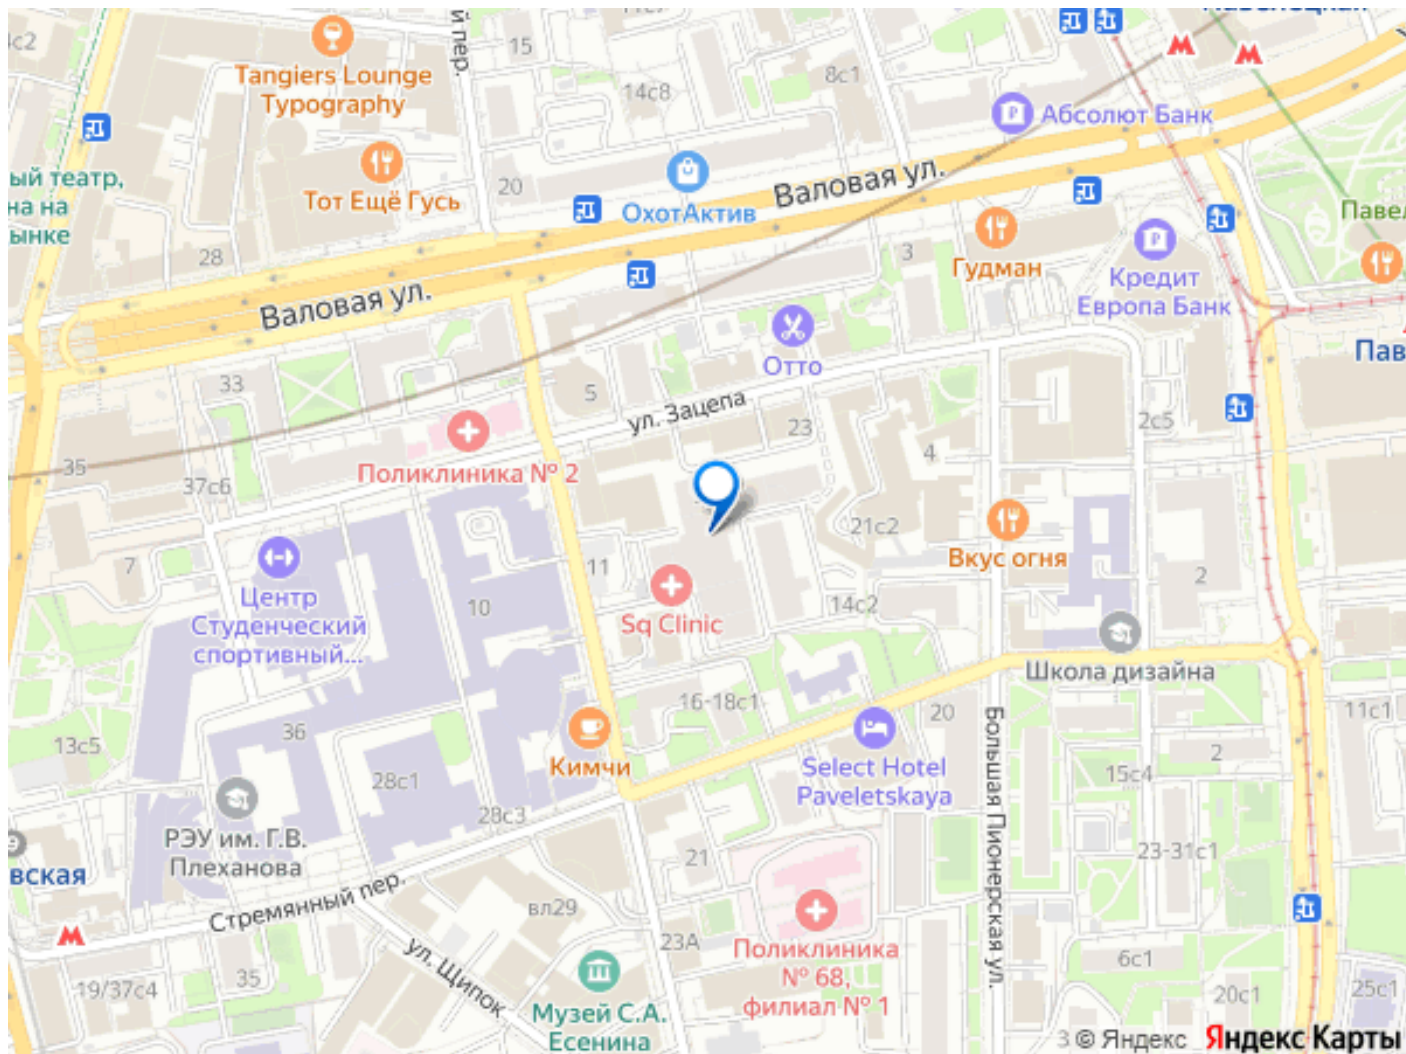 15
й пер.
8с1
14с8
Tangiers Lounge
Typography
Абсолют Банк
ый театр,
на на
ынке
Тот Ещё Гусь
20
ОхотАктив
Валовая ул.
28
Валовая ул.
3
Гудман
Кредит
Европа Банк
Павел
Отто
Пав
33
5
ул. Зацепа
23
4
2с5
35
37с6
Поликлиника № 2
21с2
Вкус огня
7
Центр
Студенческий
спортивный...
10
11
Sq Clinic
14с2
2
Школа дизайна
16-18с1
20
11с1
13с5
36
Кимчи
Select Hotel
Paveletskaya
Большая Пионерская ул.
2
15с4
28с1
28с3
РЭУ им. Г.В.
Плеханова
21
23-31с1
вская
Стремянный пер.
вл29
23А
Поликлиника
№ 68,
филиал № 1
6с1
ул. Щипок
35
19/37с4
Музей С.А.
Есенина
20с1
25с1
3 © Яндекс Яндекс Карты